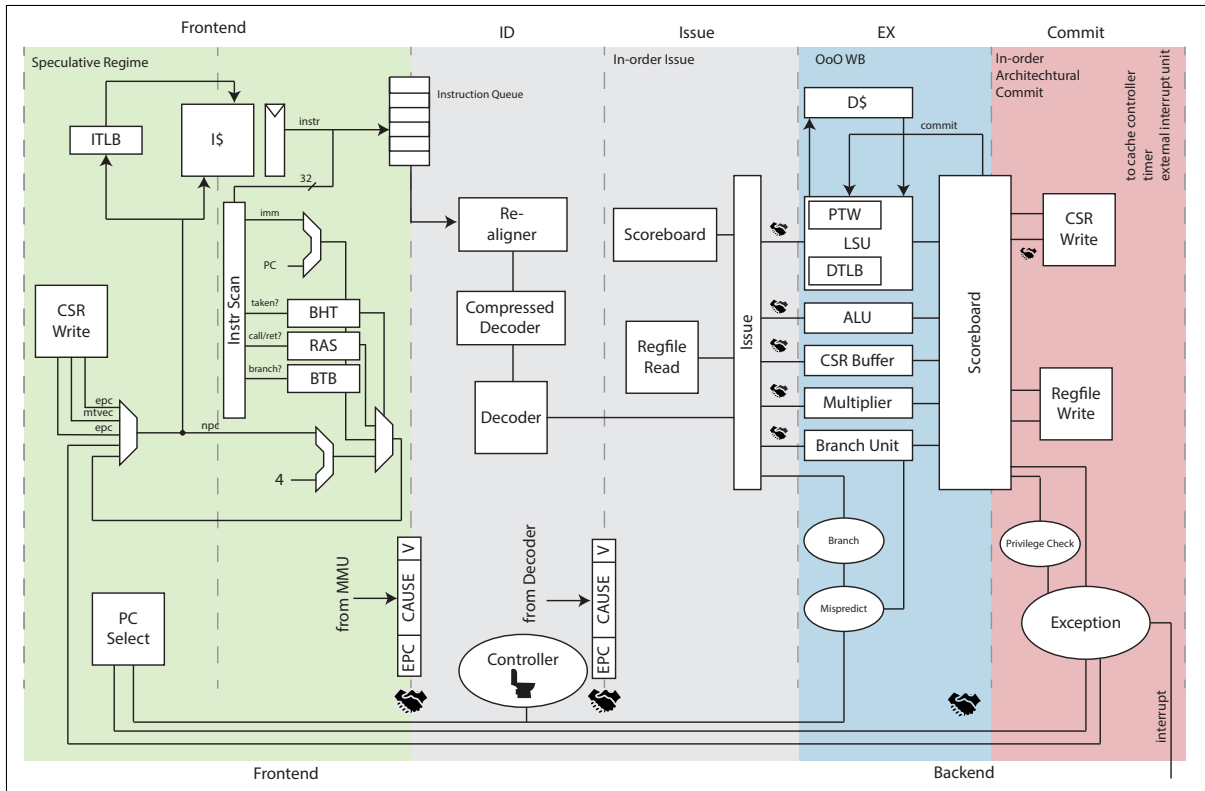 Frontend
ID
Issue
EX
Commit
Speculative Regime
In-order Issue
OoO WB
In-order
Architechtural
Commit
to cache controller
timer
external interrupt unit
ITLB
I$
instr
Instruction Queue
32
D$
commit
imm
PC
Instr Scan
taken?
BHT
call/ret?
RAS
branch?
BTB
CSR
Write
epc
mtvec
epc
npc
4
Re-
aligner
Compressed
Decoder
Decoder
Scoreboard
Regfile
Read
Issue
PTW
LSU
DTLB
ALU
CSR Buffer
Multiplier
Branch Unit
Scoreboard
CSR
Write
Regfile
Write
Branch
Mispredict
Privilege Check
Exception
from MMU
EPC
CAUSE
V
from Decoder
EPC
CAUSE
V
PC
Select
Controller
interrupt
Frontend
Backend